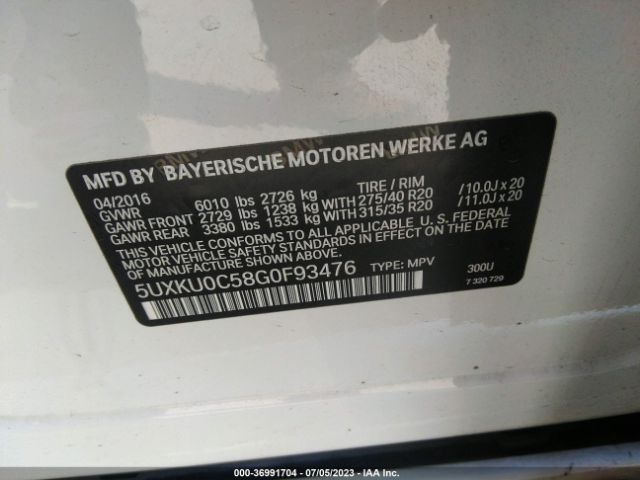 MFD BY BAYERISCHE MOTOREN WERKE AG
04/2016 TIRE / RIM
GVWR 6010 lbs 2726 kg
GAWR FRONT 2729 lbs 1238 kg WITH 275/40 R20 /10.0J x 20
GAWR REAR 3380 lbs 1533 kg WITH 315/35 R20 /11.0J x 20
THIS VEHICLE CONFORMS TO ALL APPLICABLE U. S. FEDERAL
MOTOR VEHICLE SAFETY STANDARDS IN EFFECT ON THE DATE
OF MANUFACTURE SHOWN ABOVE.
5UXKU0C58G0F93476 TYPE: MPV 300U
7 320 729
000-36991704 / 07/05/2023 - IAA Inc. ©